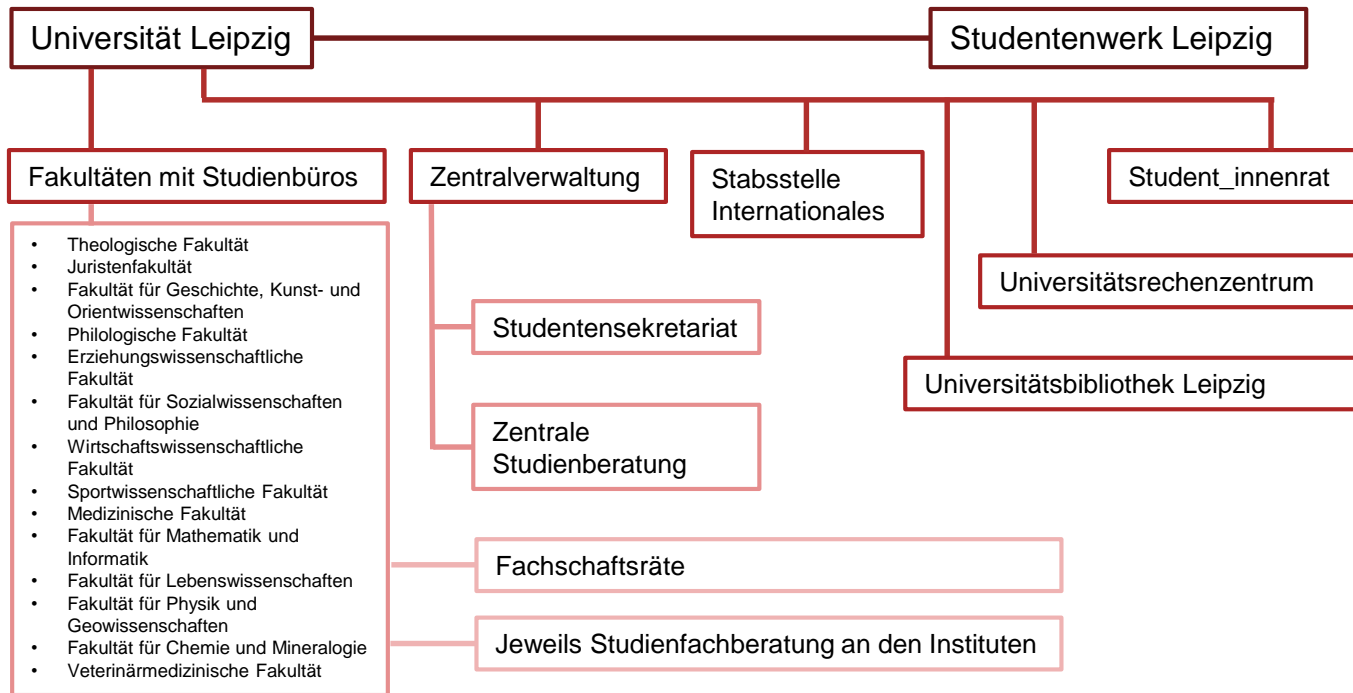 Universität Leipzig
Studentenwerk Leipzig
Fakultäten mit Studienbüros
Zentralverwaltung
Stabsstelle
Internationales
Student_innenrat
• Theologische Fakultät
• Juristenfakultät
• Fakultät für Geschichte, Kunst- und
Orientwissenschaften
• Philologische Fakultät
• Erziehungswissenschaftliche
Fakultät
• Fakultät für Sozialwissenschaften
und Philosophie
• Wirtschaftswissenschaftliche
Fakultät
• Sportwissenschaftliche Fakultät
• Medizinische Fakultät
• Fakultät für Mathematik und
Informatik
• Fakultät für Lebenswissenschaften
• Fakultät für Physik und
Geowissenschaften
• Fakultät für Chemie und Mineralogie
• Veterinärmedizinische Fakultät
Universitätsrechenzentrum
Studentensekretariat
Universitätsbibliothek Leipzig
Zentrale
Studienberatung
Fachschaftsräte
Jeweils Studienfachberatung an den Instituten